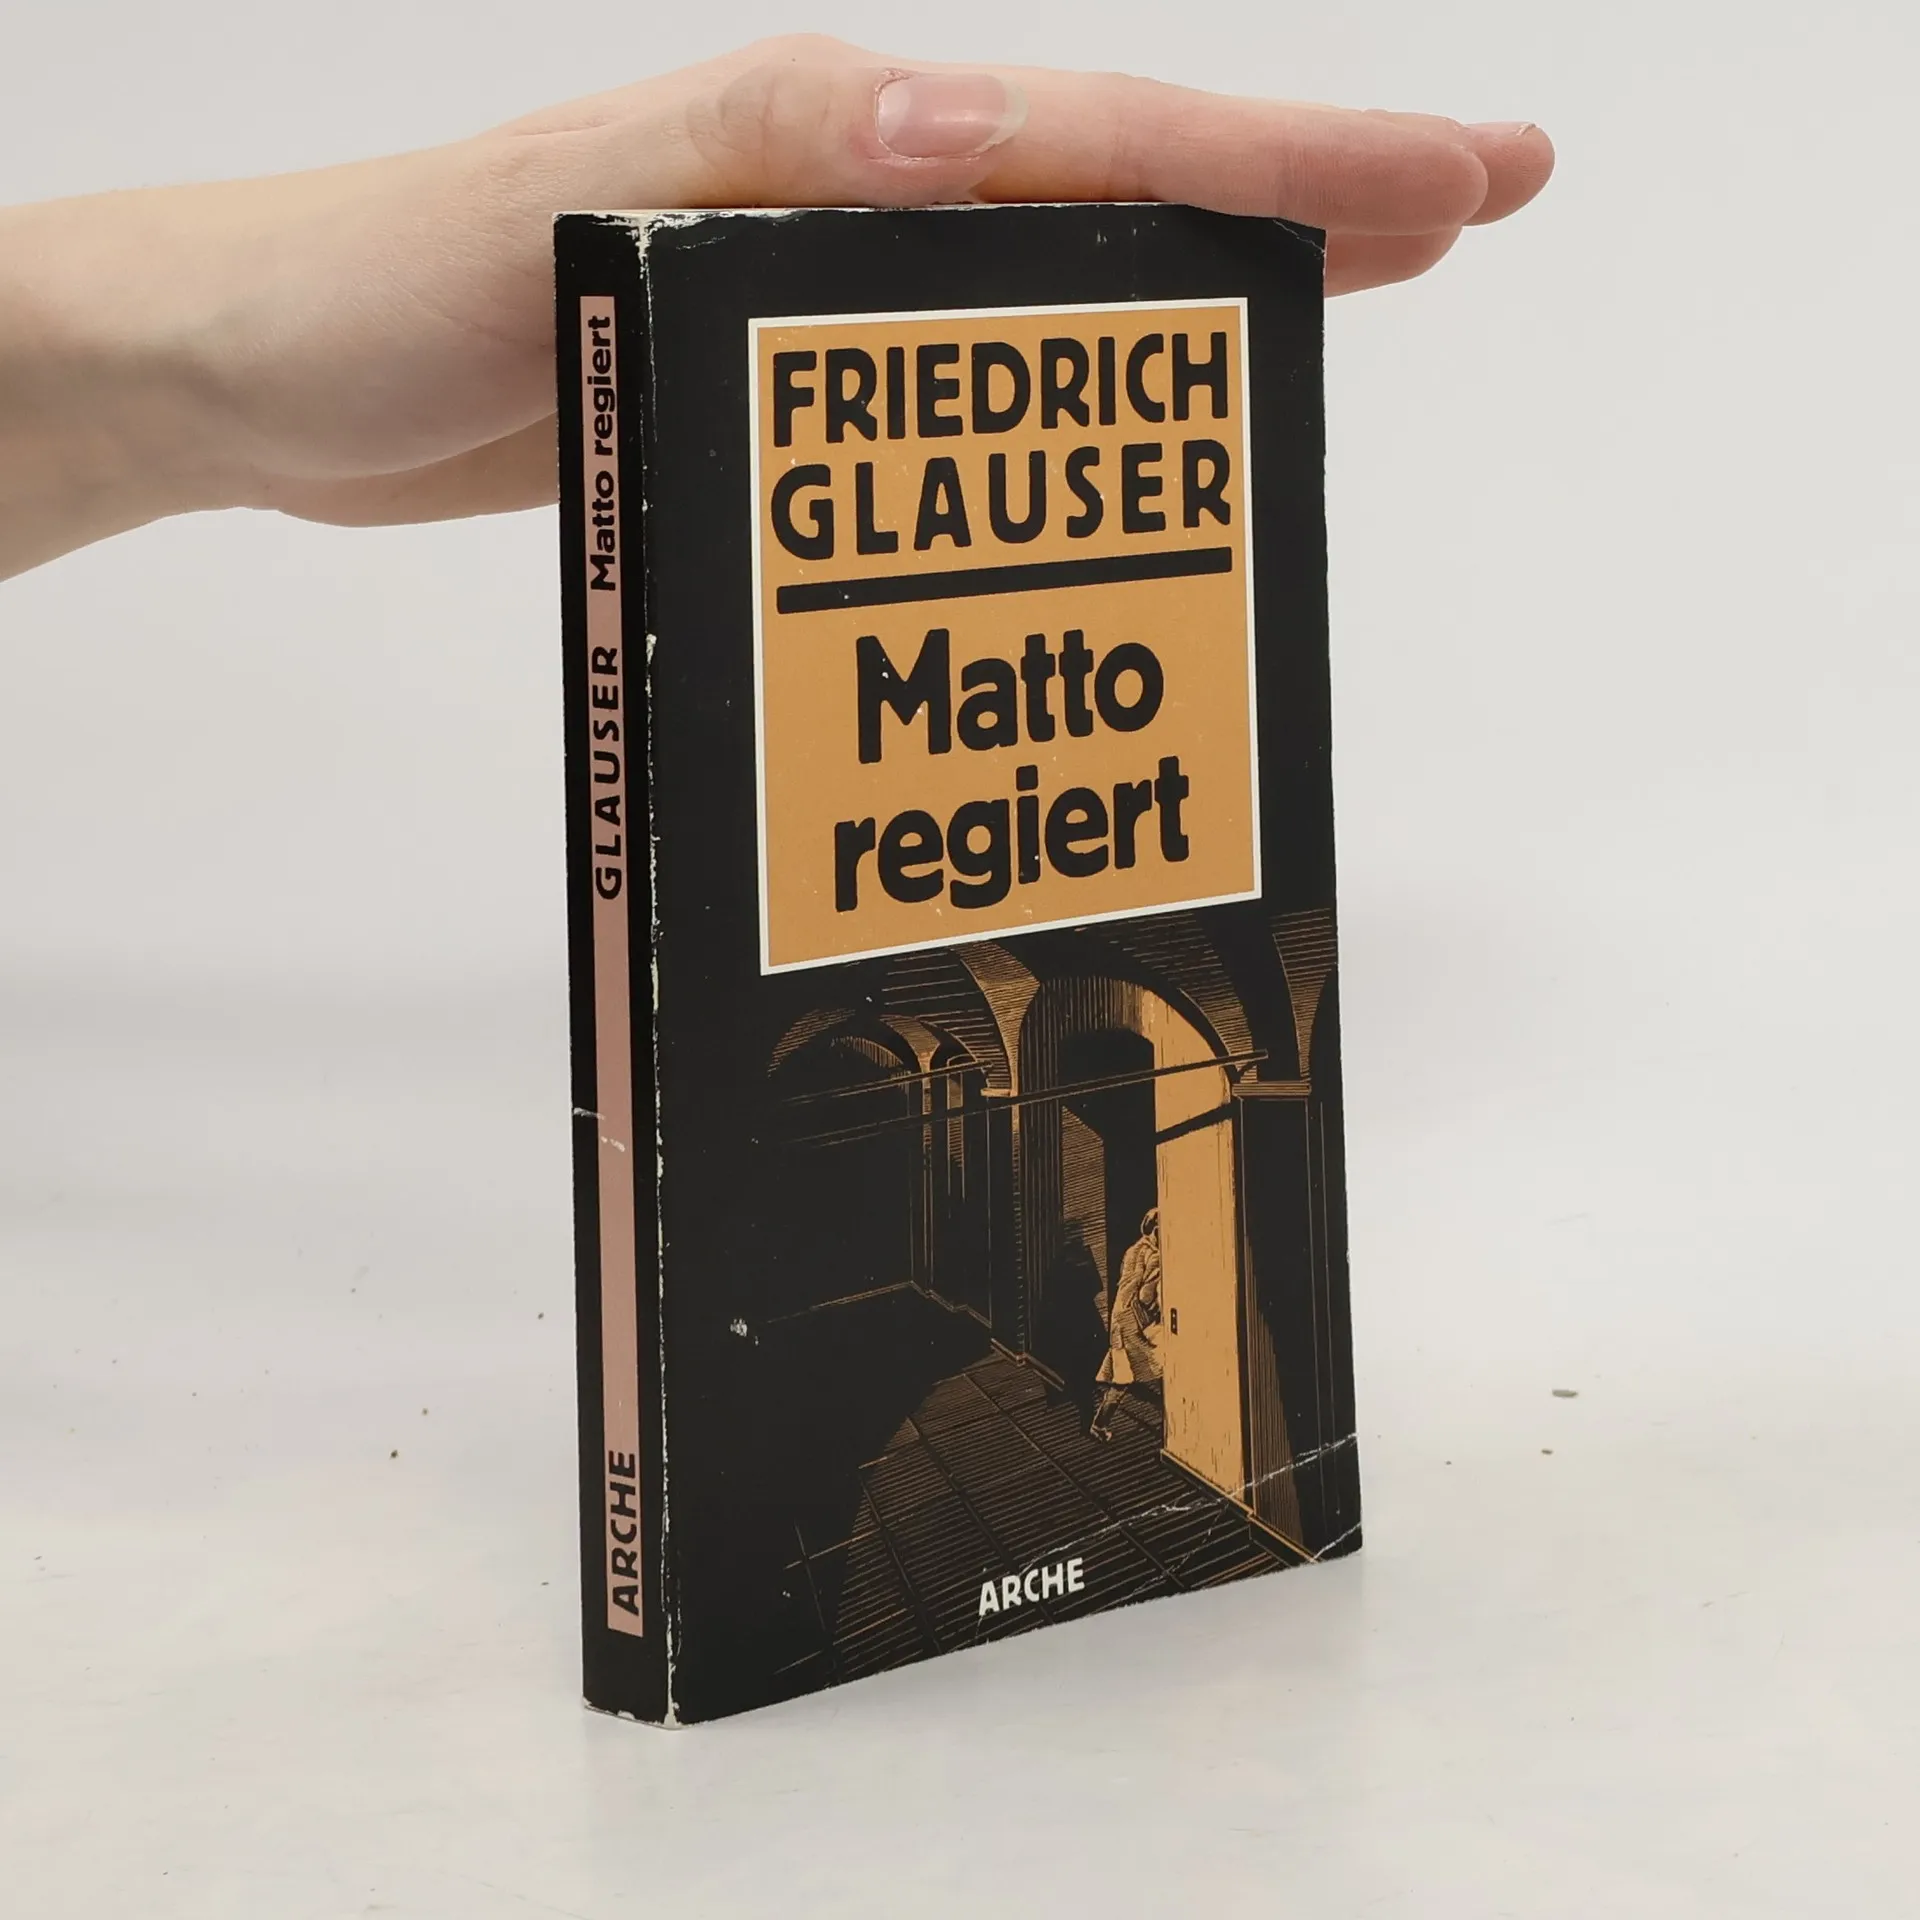 FRIEDRICH
GLAUSER
Matto
regiert
ARCHE
GLAUSER Matto regiert
ARCHE